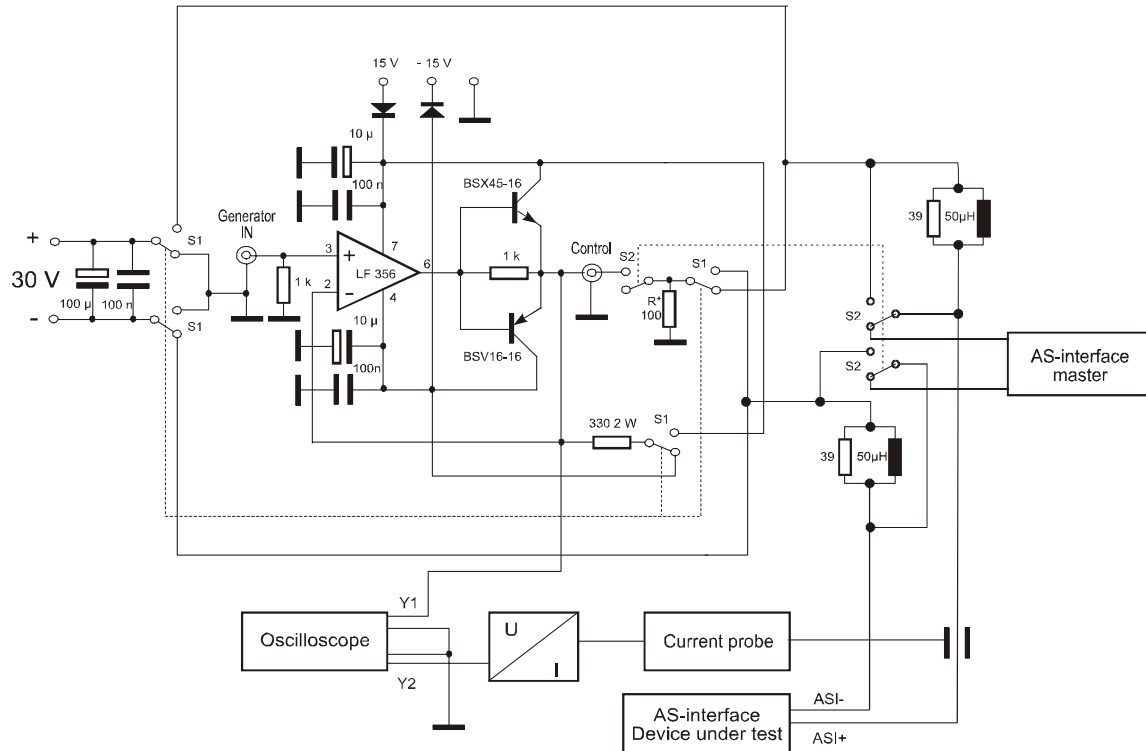 15 V
- 15 V
10 µ
100 n
BSX45-16
39
50µH
Generator
IN
S1
+
30 V
-
100 µ
100 n
S1
1 k
3
+
7
LF 356
6
2
-
4
1 k
Control
S2
S1
R*
100
10 µ
100n
BSV16-16
S2
S2
AS-interface
master
330 2 W
S1
39
50µH
Y1
Oscilloscope
Y2
U
I
Current probe
AS-interface
Device under test
ASI-
ASI+